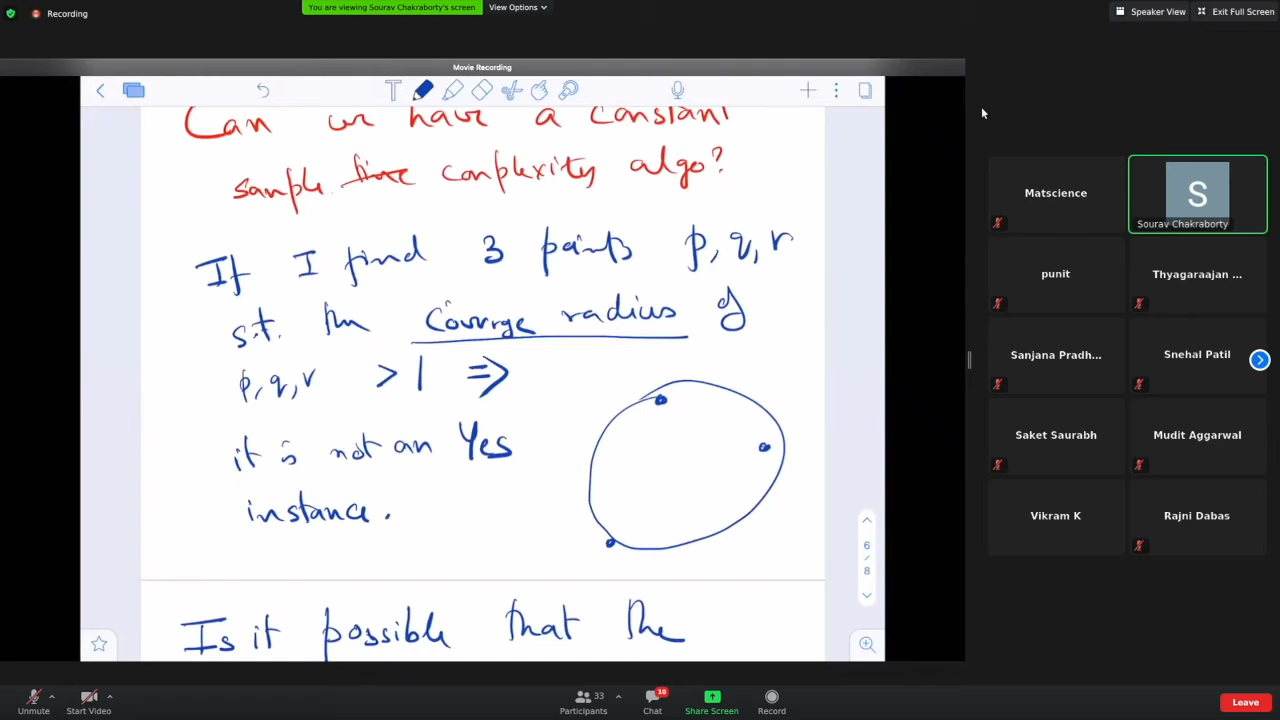 Recording
You are viewing Sourav Chakraborty's screen
View Options
Speaker View
Exit Full Screen
Movie Recording
Can we have a constant
sample time complexity algo?
If I find 3 points p, q, r
s.t. the Coverge radius of
p, q, r > 1 ⇒
it is not an Yes
instance.
Is it possible that the
6
/
8
Matscience
S
Sourav Chakraborty
punit
Thyagaraajan ...
Sanjana Pradh...
Snehal Patil
Saket Saurabh
Mudit Aggarwal
Vikram K
Rajni Dabas
Unmute
Start Video
33
Participants
10
Chat
Share Screen
Record
Leave